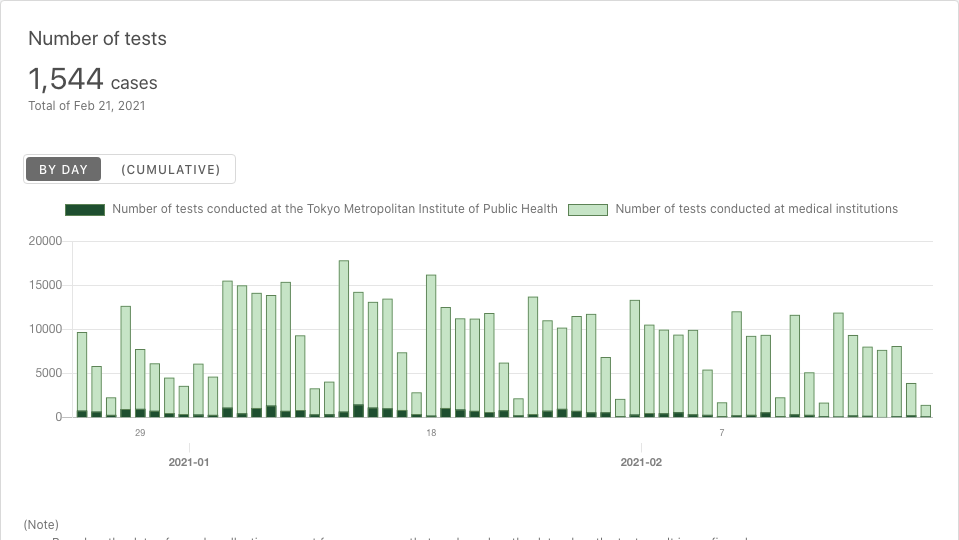 Number of tests
1,544 cases
Total of Feb 21, 2021
BY DAY (CUMULATIVE)
Number of tests conducted at the Tokyo Metropolitan Institute of Public Health Number of tests conducted at medical institutions
20000
15000
10000
5000
0
29 18 7
2021-01 2021-02
(Note)